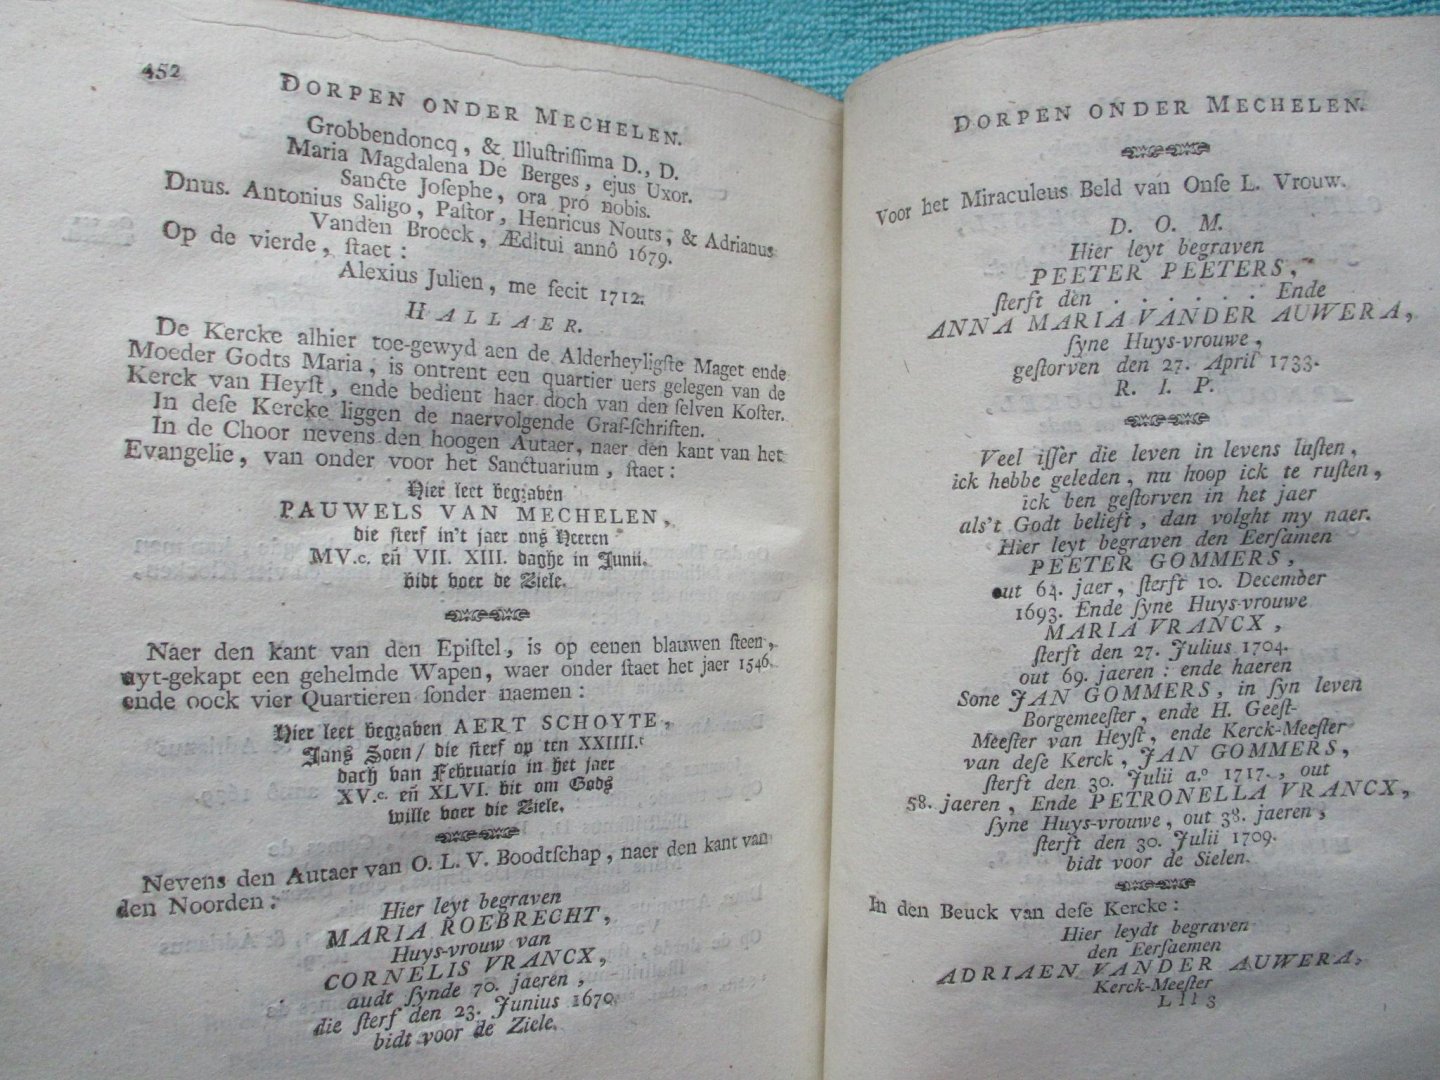 452
DORPEN ONDER MECHELEN.
Grobbendoncq, & Illuſtriſſima D., D.
Maria Magdalena De Berges, ejus Uxor.
Sancte Joſephe, ora pro nobis.
Dnus. Antonius Saligo, Paſtor, Henricus Nouts, & Adrianus
Vanden Broeck, Æditui annô 1679.
Op de vierde, ſtaet:
Alexius Julien, me fecit 1712.
HALLAER.
De Kercke alhier toe-gewyd aen de Alderheyligſte Maget ende
Moeder Godts Maria, is ontrent een quartier uers gelegen van de
Kerck van Heyſt, ende bedient haer doch van den ſelven Koſter.
In deſe Kercke liggen de naervolgende Graf-ſchriften.
In de Choor nevens den hoogen Autaer, naer den kant van het
Evangelie, van onder voor het Sanctuarium, ſtaet:
Hier leet begraben
PAUWELS VAN MECHELEN,
die ſterf in't jaer ons Heeren
MV.c. eñ VII. XIII. daghe in Junii.
bidt voer de Ziele.
Naer den kant van den Epiſtel, is op eenen blauwen ſteen,
uyt-gekapt een gehelmde Wapen, waer onder ſtaet het jaer 1546.
ende oock vier Quartieren ſonder naemen:
Hier leet begraben AERT SCHOYTE,
Jans Soen / die ſterf op ten XXIIII.
dach van Februario in het jaer
XV.c. eñ XLVI. bit om Gods
wille voer die Ziele.
Nevens den Autaer van O. L. V. Boodtſchap, naer den kant van
den Noorden:
Hier leyt begraven
MARIA ROEBRECHT,
Huys-vrouw van
CORNELIS VRANCX,
audt ſynde 70. jaeren,
die ſterf den 23. Junius 1670.
bidt voor de Ziele.
DORPEN ONDER MECHELEN.
Voor het Miraculeus Beld van Onſe L. Vrouw.
D. O. M.
Hier leyt begraven
PEETER PEETERS,
ſterft den . . . . . . Ende
ANNA MARIA VANDER AUWERA,
ſyne Huys-vrouwe,
geſtorven den 27. April 1733.
R. I. P.
Veel iſſer die leven in levens luſten,
ick hebbe geleden, nu hoop ick te ruſten,
ick ben geſtorven in het jaer
als't Godt belieft, dan volght my naer.
Hier leyt begraven den Eerſamen
PEETER GOMMERS,
out 64. jaer, ſterft 10. December
1693. Ende ſyne Huys-vrouwe
MARIA VRANCX,
ſterft den 27. Julius 1704.
out 69. jaeren: ende haeren
Sone JAN GOMMERS, in ſyn leven
Borgemeeſter, ende H. Geeſt-
Meeſter van Heyſt, ende Kerck-Meeſter
van deſe Kerck, JAN GOMMERS,
ſterft den 30. Julii a.o 1717., out
58. jaeren, Ende PETRONELLA VRANCX,
ſyne Huys-vrouwe, out 38. jaeren,
ſterft den 30. Julii 1709.
bidt voor de Sielen.
In den Beuck van deſe Kercke:
Hier leydt begraven
den Eerſaemen
ADRIAEN VANDER AUWERA,
Kerck-Meeſter
L l l 3